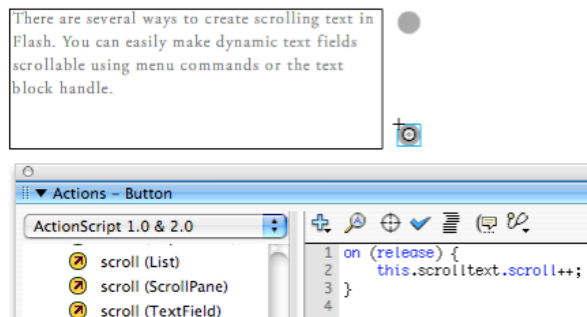 There are several ways to create scrolling text in
Flash. You can easily make dynamic text fields
scrollable using menu commands or the text
block handle.
Actions – Button
ActionScript 1.0 & 2.0
scroll (List)
scroll (ScrollPane)
scroll (TextField)
1 on (release) {
2 this.scrolltext.scroll++;
3 }
4